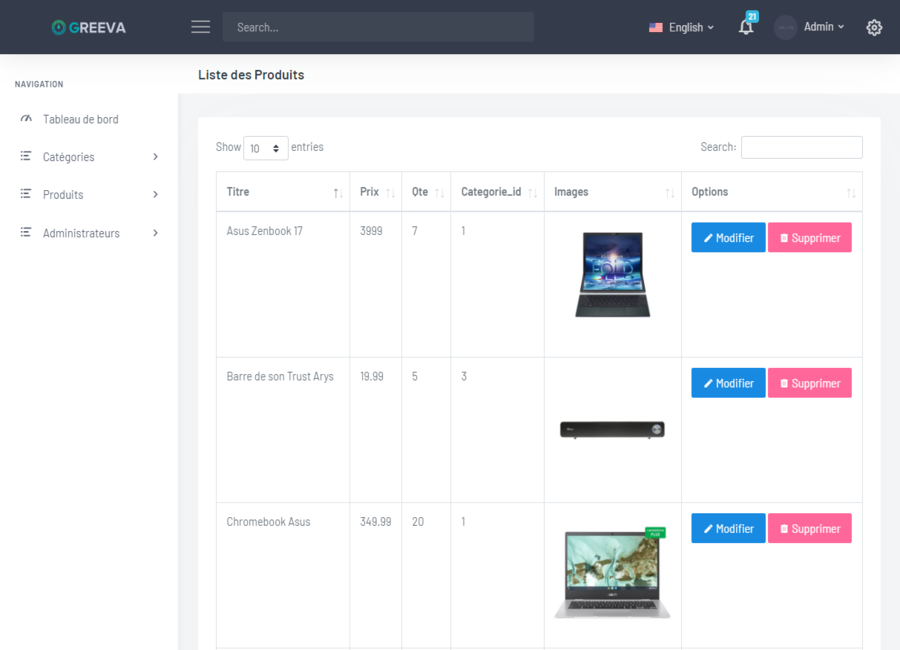 GREEVA
Search...
English
21
Admin
NAVIGATION
Tableau de bord
Catégories
Produits
Administrateurs
Liste des Produits
Show 10 entries
Search:
Titre Prix Qte Categorie_id Images Options
Asus Zenbook 17 3999 7 1 Modifier Supprimer
Barre de son Trust Arys 19.99 5 3 Modifier Supprimer
Chromebook Asus 349.99 20 1 Modifier Supprimer